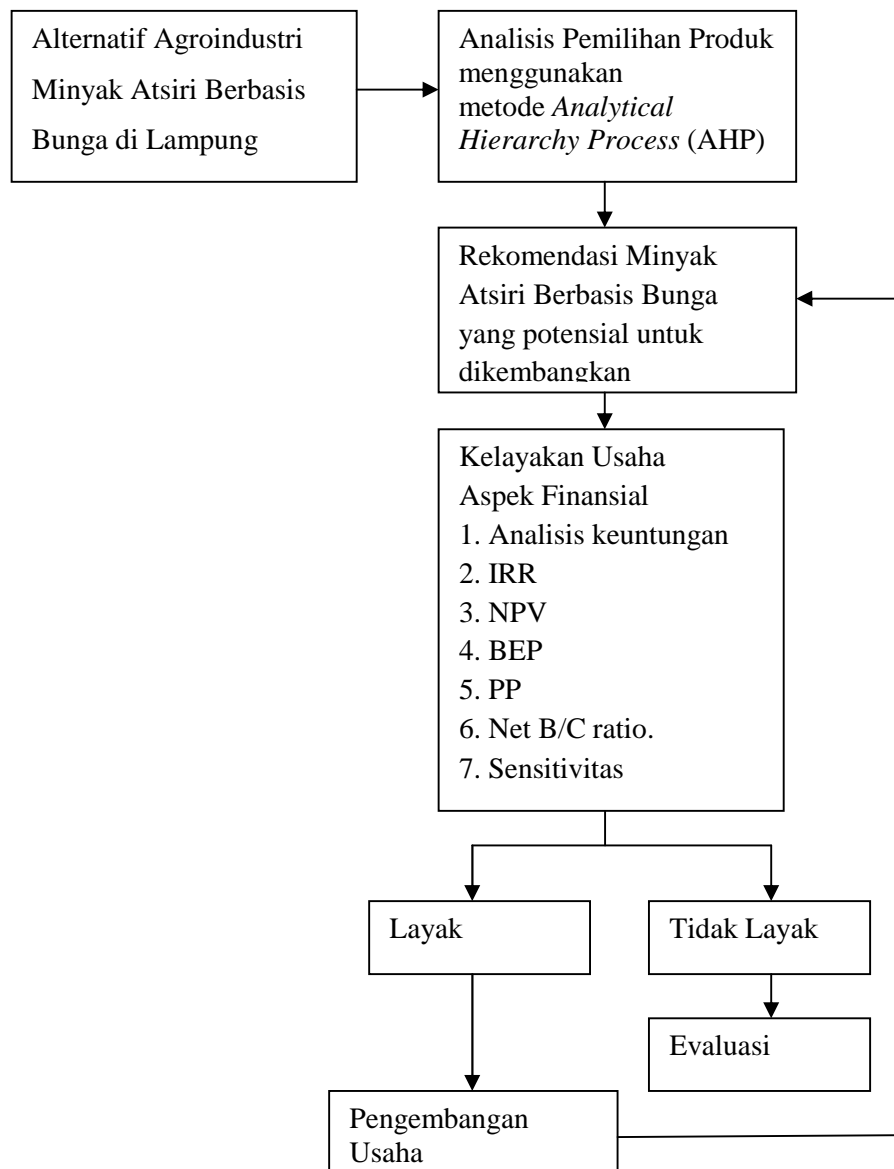 Alternatif Agroindustri
Minyak Atsiri Berbasis
Bunga di Lampung
Analisis Pemilihan Produk
menggunakan
metode Analytical
Hierarchy Process (AHP)
Rekomendasi Minyak
Atsiri Berbasis Bunga
yang potensial untuk
dikembangkan
Kelayakan Usaha
Aspek Finansial
1. Analisis keuntungan
2. IRR
3. NPV
4. BEP
5. PP
6. Net B/C ratio.
7. Sensitivitas
Layak
Tidak Layak
Evaluasi
Pengembangan
Usaha